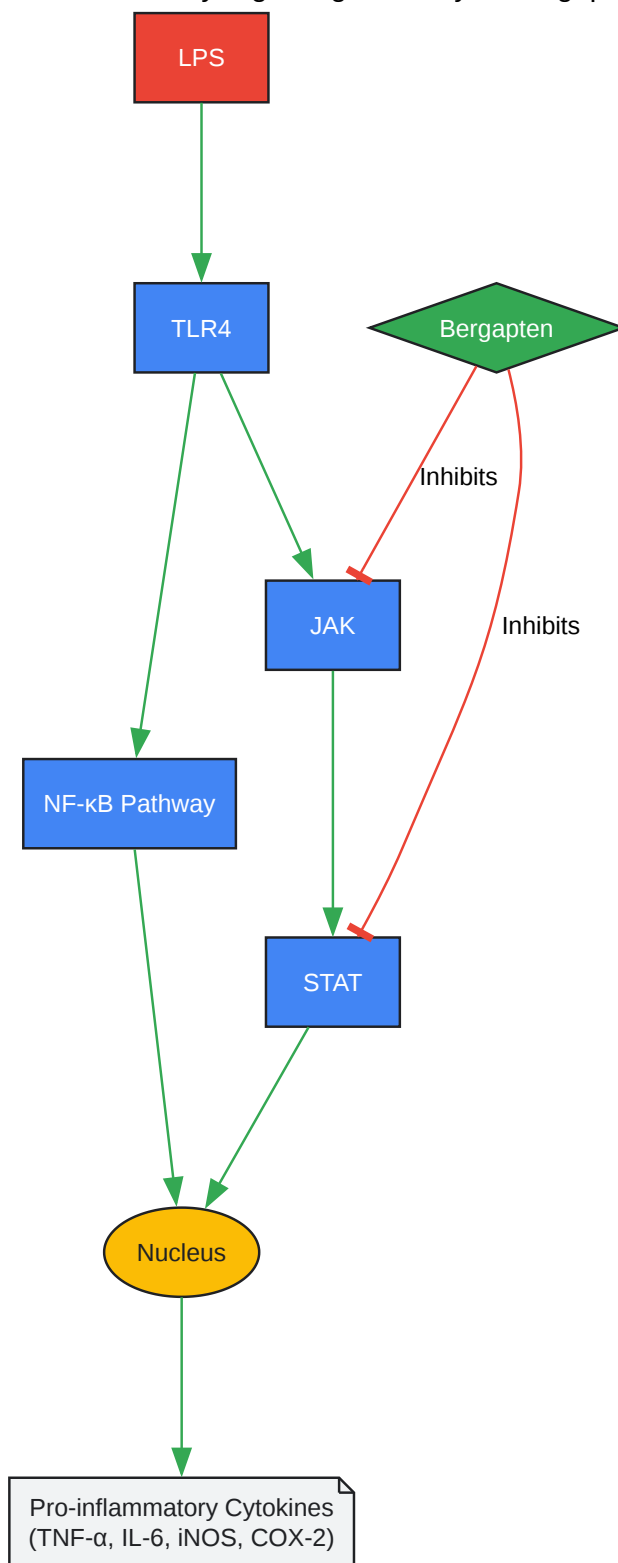 LPS
TLR4
Bergapten
Inhibits
JAK
Inhibits
NF-κB Pathway
STAT
Nucleus
Pro-inflammatory Cytokines
(TNF-α, IL-6, iNOS, COX-2)